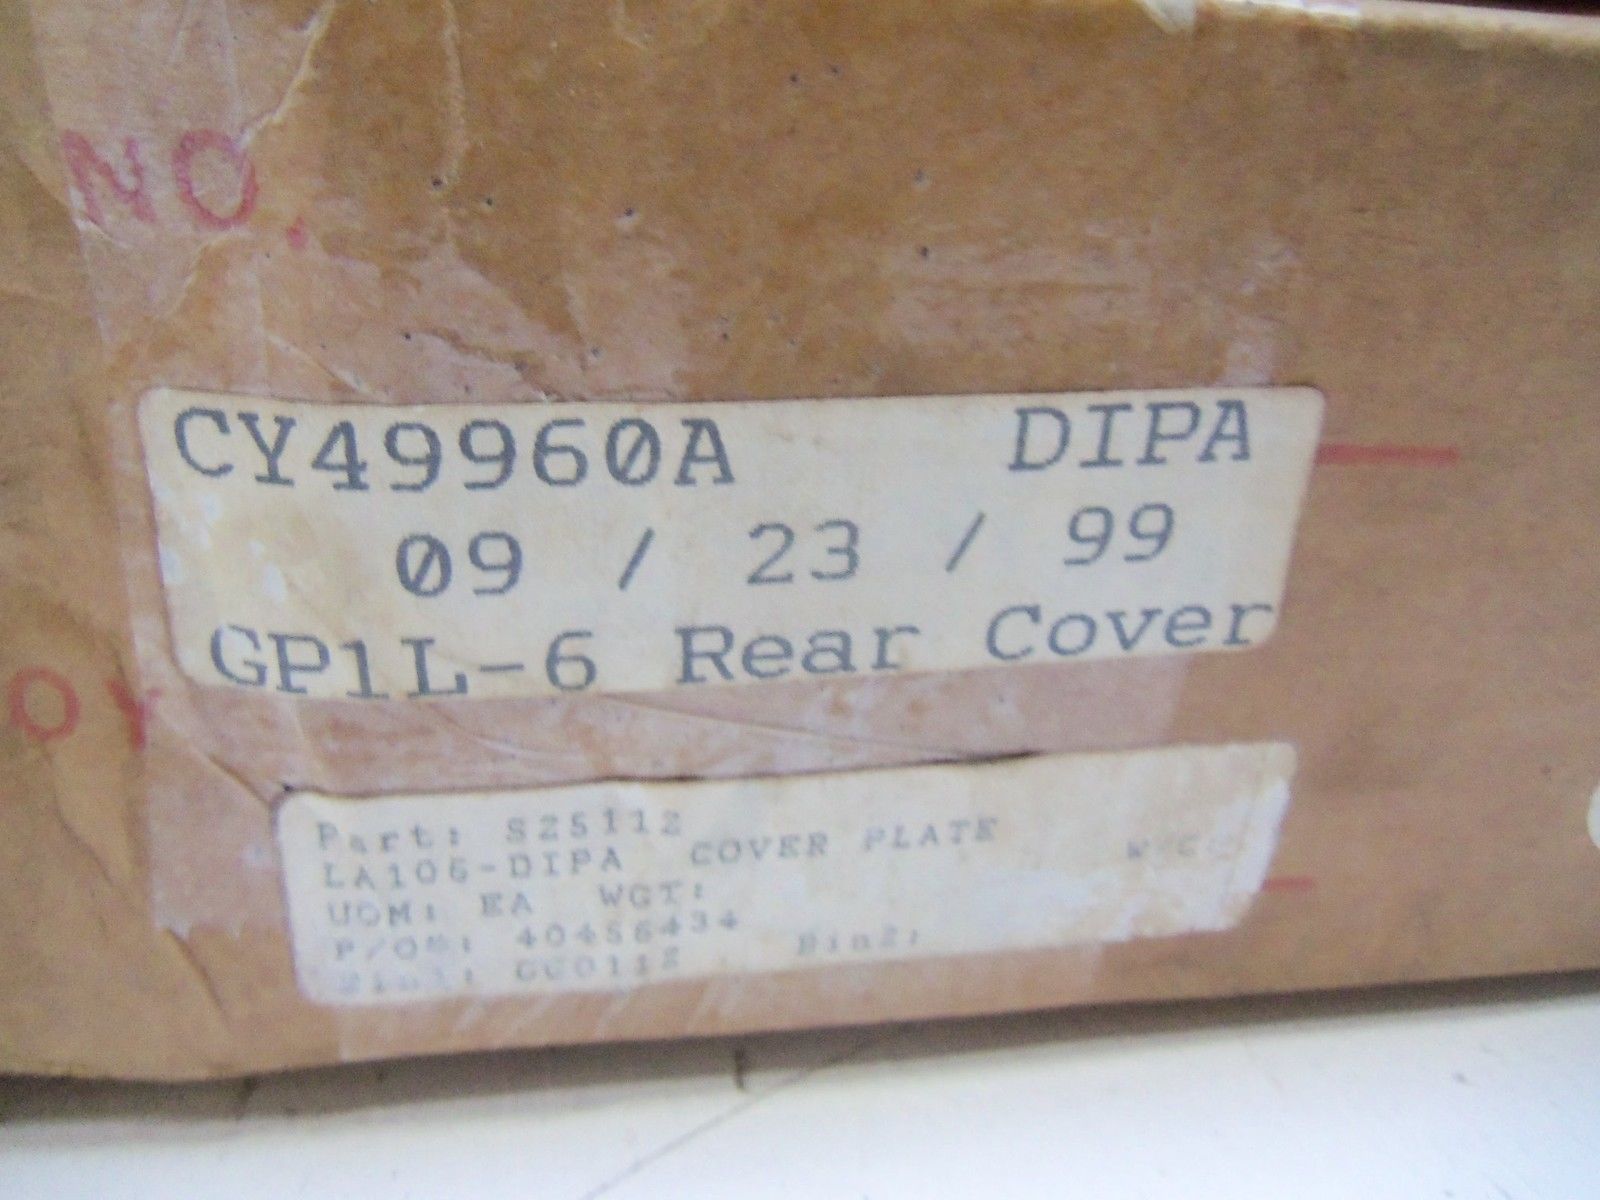 NO.
CY49960A DIPA
09 / 23 / 99
GP1L-6 Rear Cover
Part: S25112
LA106-DIPA COVER PLATE
UOM: EA WGT:
P/O#: 40456434
Bin2: